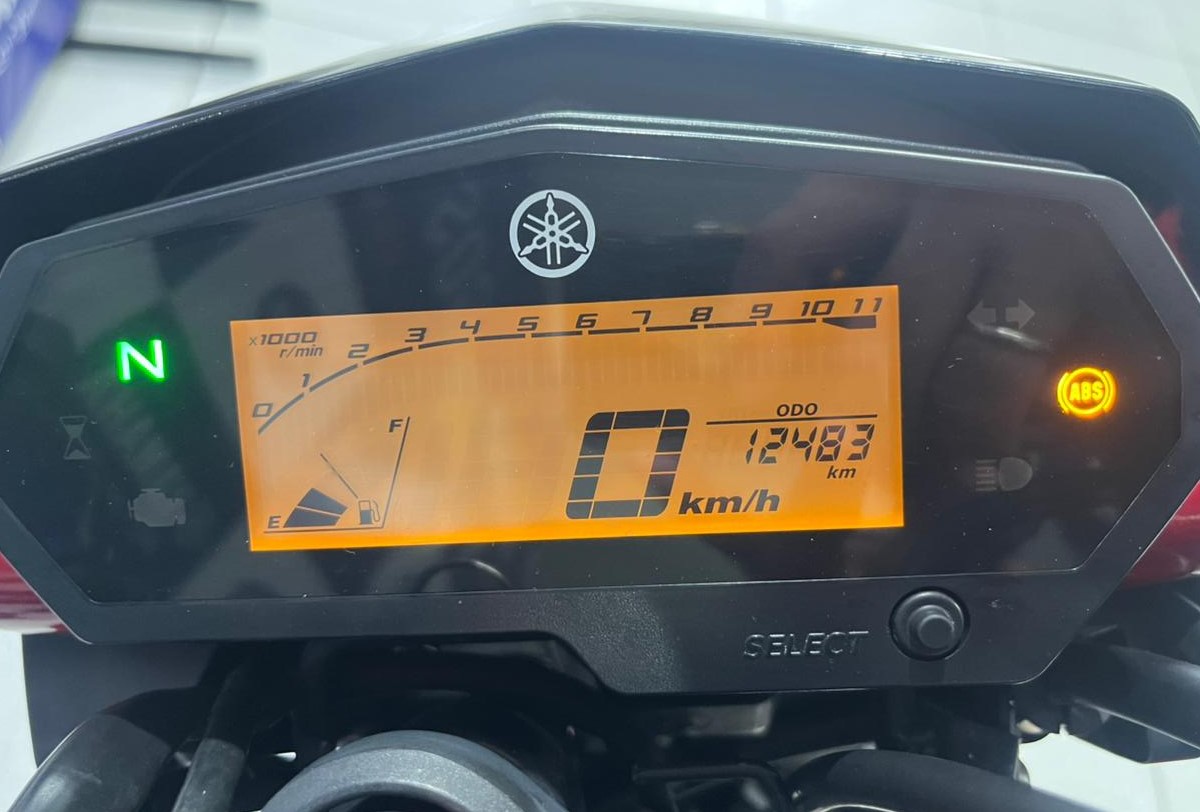 x1000
r/min
0 1 2 3 4 5 6 7 8 9 10 11
N
ABS
F
E
ODO
12483
km
0 km/h
SELECT